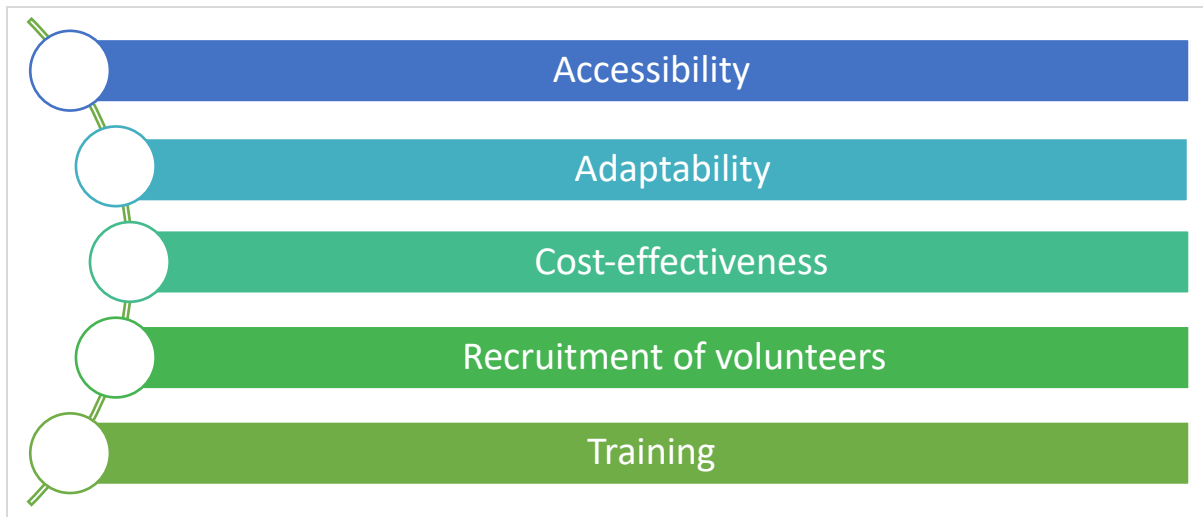 Accessibility
Adaptability
Cost-effectiveness
Recruitment of volunteers
Training